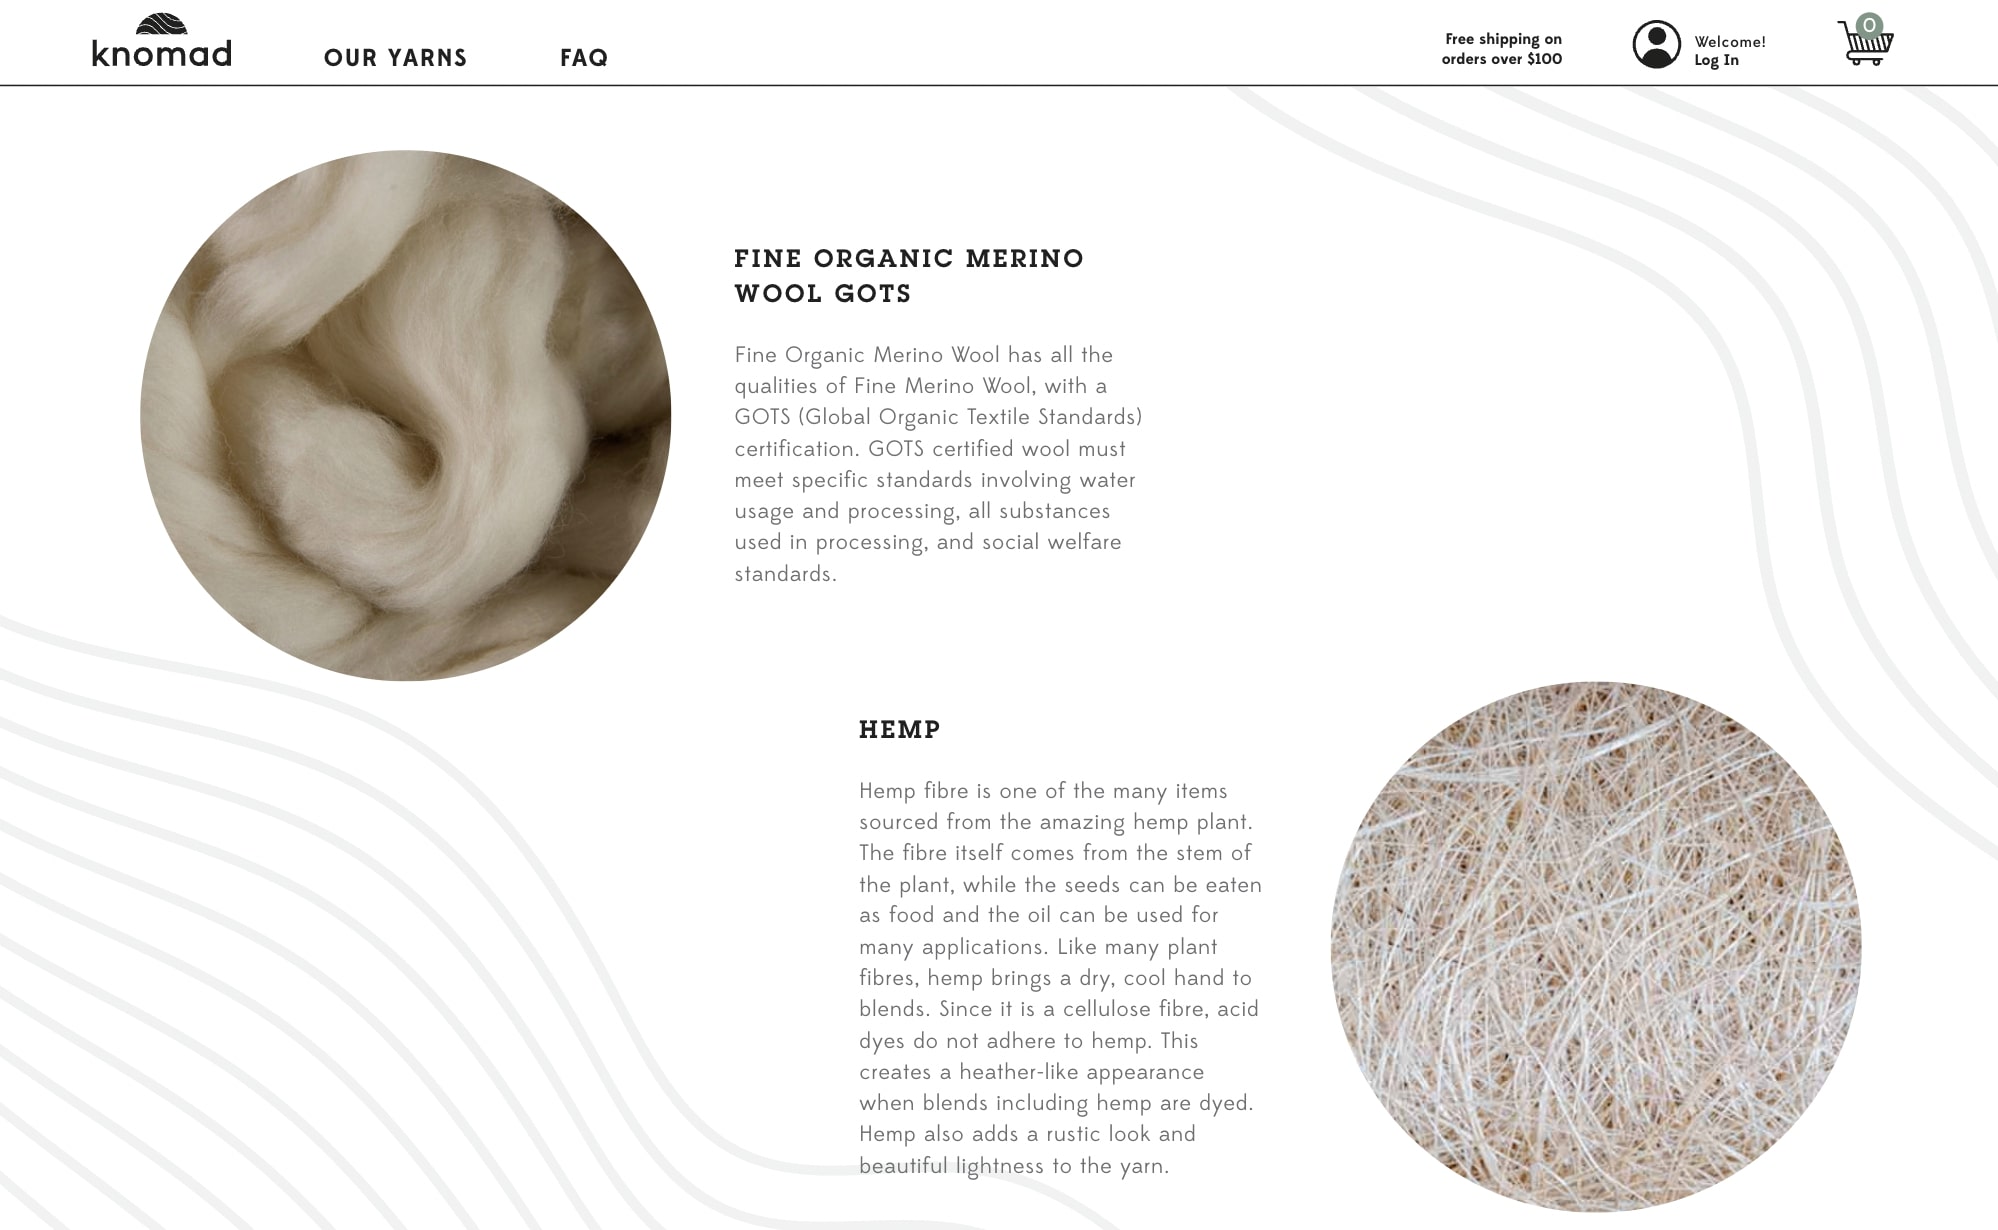 knomad
OUR YARNS
FAQ
Free shipping on
orders over $100
Welcome!
Log In
0
FINE ORGANIC MERINO
WOOL GOTS
Fine Organic Merino Wool has all the
qualities of Fine Merino Wool, with a
GOTS (Global Organic Textile Standards)
certification. GOTS certified wool must
meet specific standards involving water
usage and processing, all substances
used in processing, and social welfare
standards.
HEMP
Hemp fibre is one of the many items
sourced from the amazing hemp plant.
The fibre itself comes from the stem of
the plant, while the seeds can be eaten
as food and the oil can be used for
many applications. Like many plant
fibres, hemp brings a dry, cool hand to
blends. Since it is a cellulose fibre, acid
dyes do not adhere to hemp. This
creates a heather-like appearance
when blends including hemp are dyed.
Hemp also adds a rustic look and
beautiful lightness to the yarn.